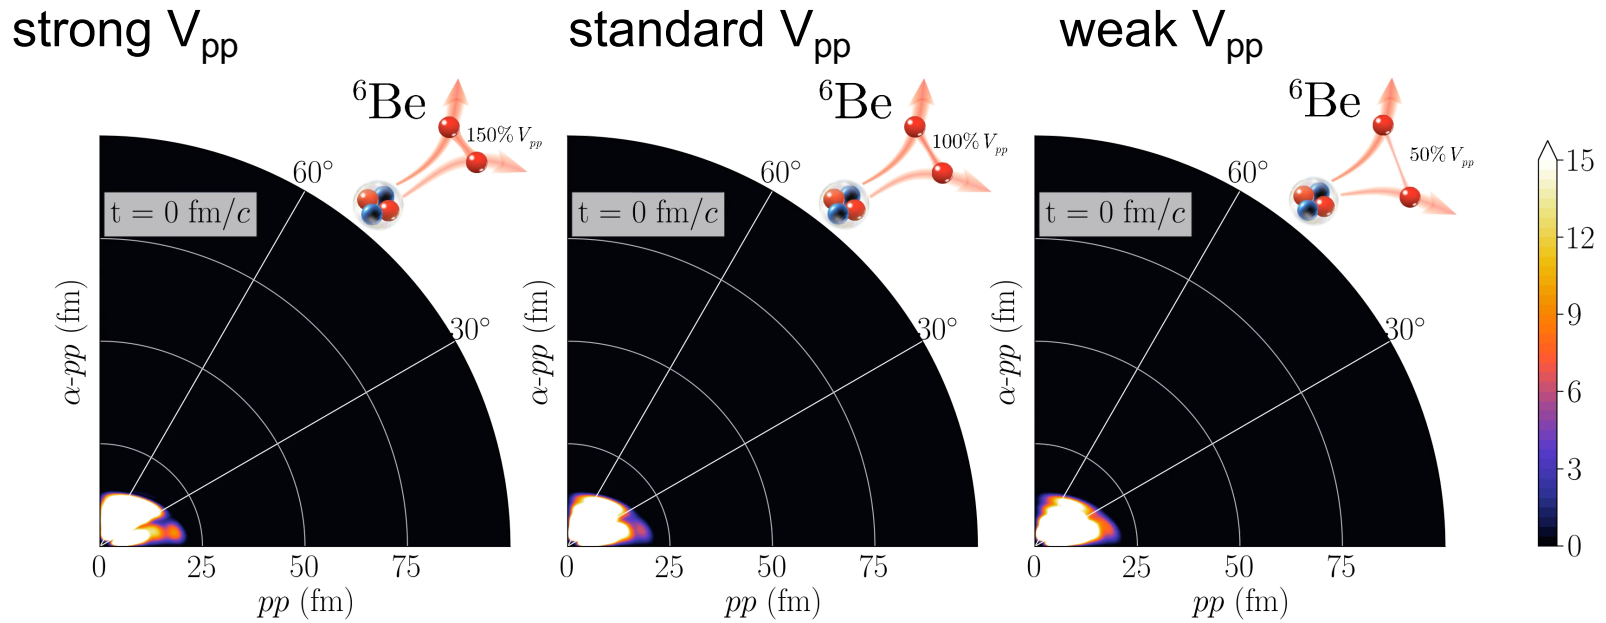 strong Vpp
standard Vpp
weak Vpp
⁶Be
150% Vpp
60°
t = 0 fm/c
30°
α-pp (fm)
0 25 50 75
pp (fm)
⁶Be
100% Vpp
60°
t = 0 fm/c
30°
α-pp (fm)
0 25 50 75
pp (fm)
⁶Be
50% Vpp
60°
t = 0 fm/c
30°
α-pp (fm)
0 25 50 75
pp (fm)
15
12
9
6
3
0